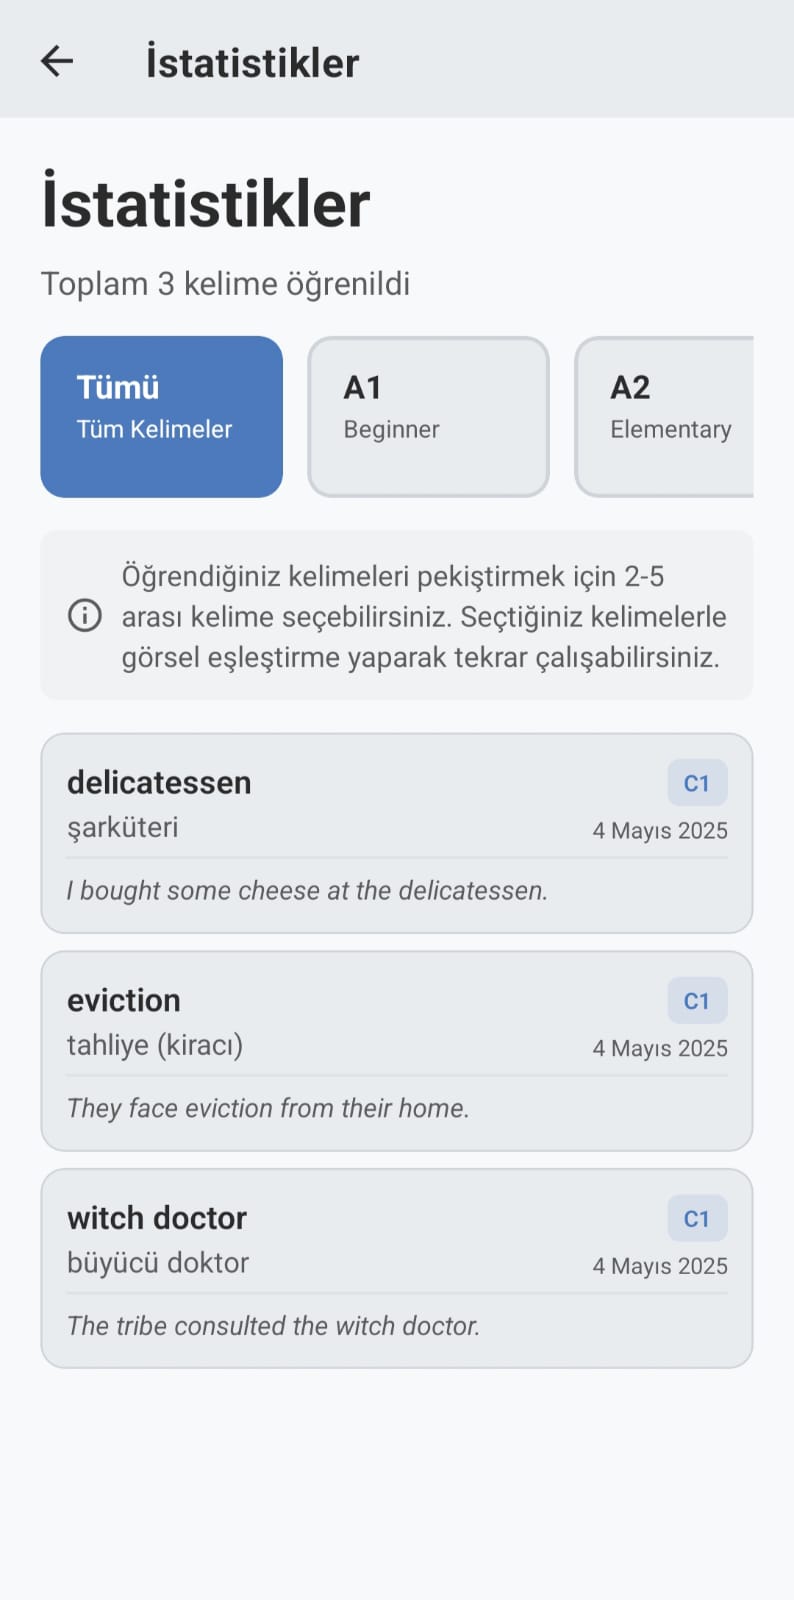 İstatistikler
İstatistikler
Toplam 3 kelime öğrenildi
Tümü
Tüm Kelimeler
A1
Beginner
A2
Elementary
Öğrendiğiniz kelimeleri pekiştirmek için 2-5
arası kelime seçebilirsiniz. Seçtiğiniz kelimelerle
görsel eşleştirme yaparak tekrar çalışabilirsiniz.
delicatessen
C1
şarküteri
4 Mayıs 2025
I bought some cheese at the delicatessen.
eviction
C1
tahliye (kiracı)
4 Mayıs 2025
They face eviction from their home.
witch doctor
C1
büyücü doktor
4 Mayıs 2025
The tribe consulted the witch doctor.